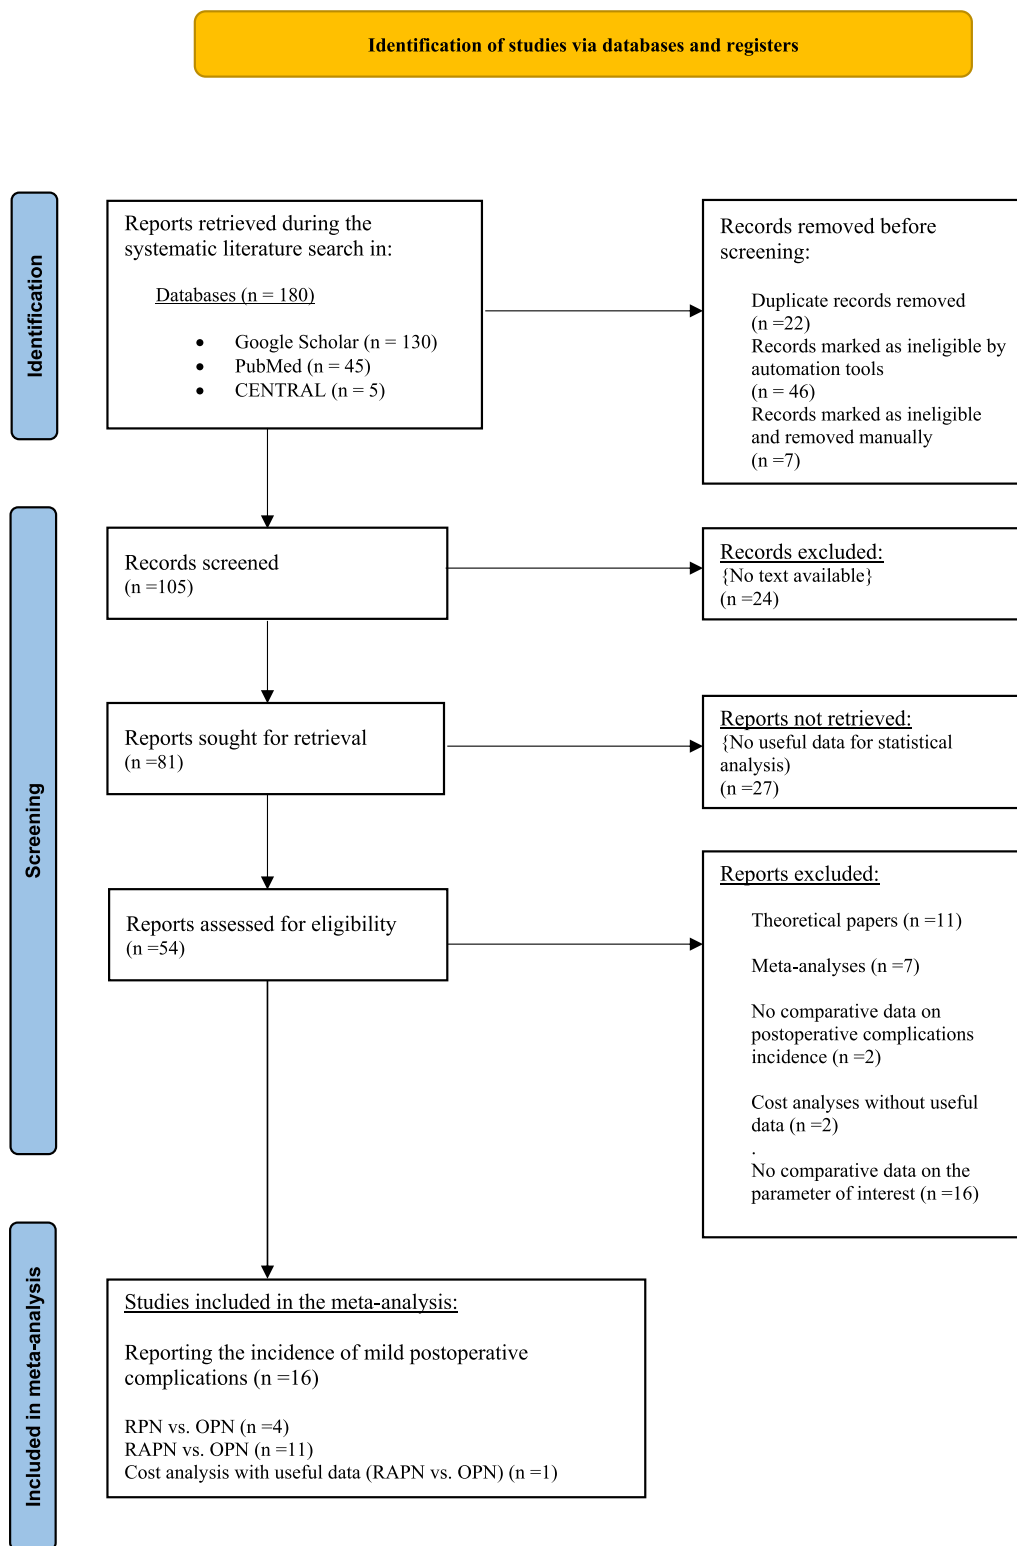 Identification of studies via databases and registers
Identification
Reports retrieved during the
systematic literature search in:
Databases (n = 180)
• Google Scholar (n = 130)
• PubMed (n = 45)
• CENTRAL (n = 5)
Records removed before
screening:
Duplicate records removed
(n =22)
Records marked as ineligible by
automation tools
(n = 46)
Records marked as ineligible
and removed manually
(n =7)
Screening
Records screened
(n =105)
Records excluded:
{No text available}
(n =24)
Reports sought for retrieval
(n =81)
Reports not retrieved:
{No useful data for statistical
analysis)
(n =27)
Reports assessed for eligibility
(n =54)
Reports excluded:
Theoretical papers (n =11)
Meta-analyses (n =7)
No comparative data on
postoperative complications
incidence (n =2)
Cost analyses without useful
data (n =2)
.
No comparative data on the
parameter of interest (n =16)
Included in meta-analysis
Studies included in the meta-analysis:
Reporting the incidence of mild postoperative
complications (n =16)
RPN vs. OPN (n =4)
RAPN vs. OPN (n =11)
Cost analysis with useful data (RAPN vs. OPN) (n =1)